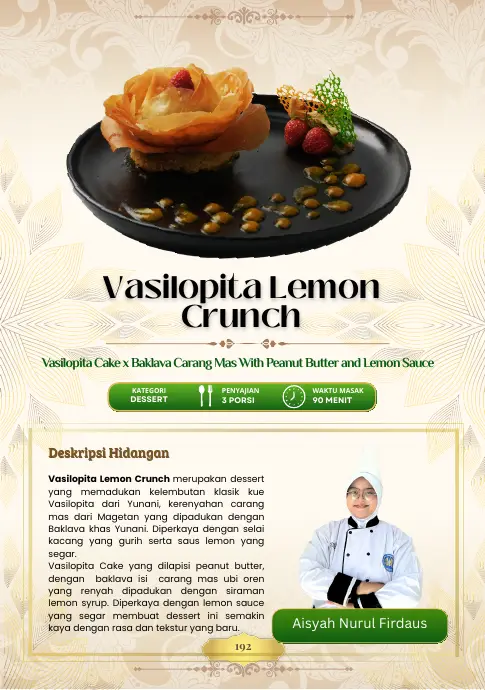 Vasilopita Lemon
Crunch
Vasilopita Cake x Baklava Carang Mas With Peanut Butter and Lemon Sauce
KATEGORI
DESSERT
PENYAJIAN
3 PORSI
WAKTU MASAK
90 MENIT
Deskripsi Hidangan
Vasilopita Lemon Crunch merupakan dessert
yang memadukan kelembutan klasik kue
Vasilopita dari Yunani, kerenyahan carang
mas dari Magetan yang dipadukan dengan
Baklava khas Yunani. Diperkaya dengan selai
kacang yang gurih serta saus lemon yang
segar.
Vasilopita Cake yang dilapisi peanut butter,
dengan baklava isi carang mas ubi oren
yang renyah dipadukan dengan siraman
lemon syrup. Diperkaya dengan lemon sauce
yang segar membuat dessert ini semakin
kaya dengan rasa dan tekstur yang baru.
Aisyah Nurul Firdaus
192